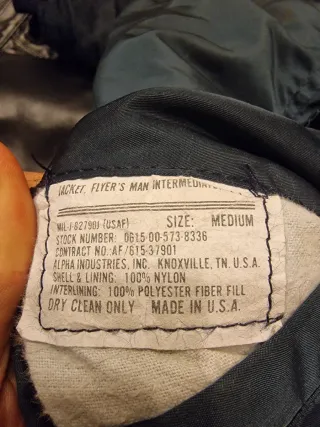 JACKET, FLYER'S MAN INTERMEDIATE
MIL-J-8279OJ (USAF) SIZE: MEDIUM
STOCK NUMBER: 0615-00-573-8336
CONTRACT NO: AF/615-37901
ALPHA INDUSTRIES, INC. KNOXVILLE, TN. U.S.A.
SHELL & LINING: 100% NYLON
INTERLINING: 100% POLYESTER FIBER FILL
DRY CLEAN ONLY MADE IN U.S.A.